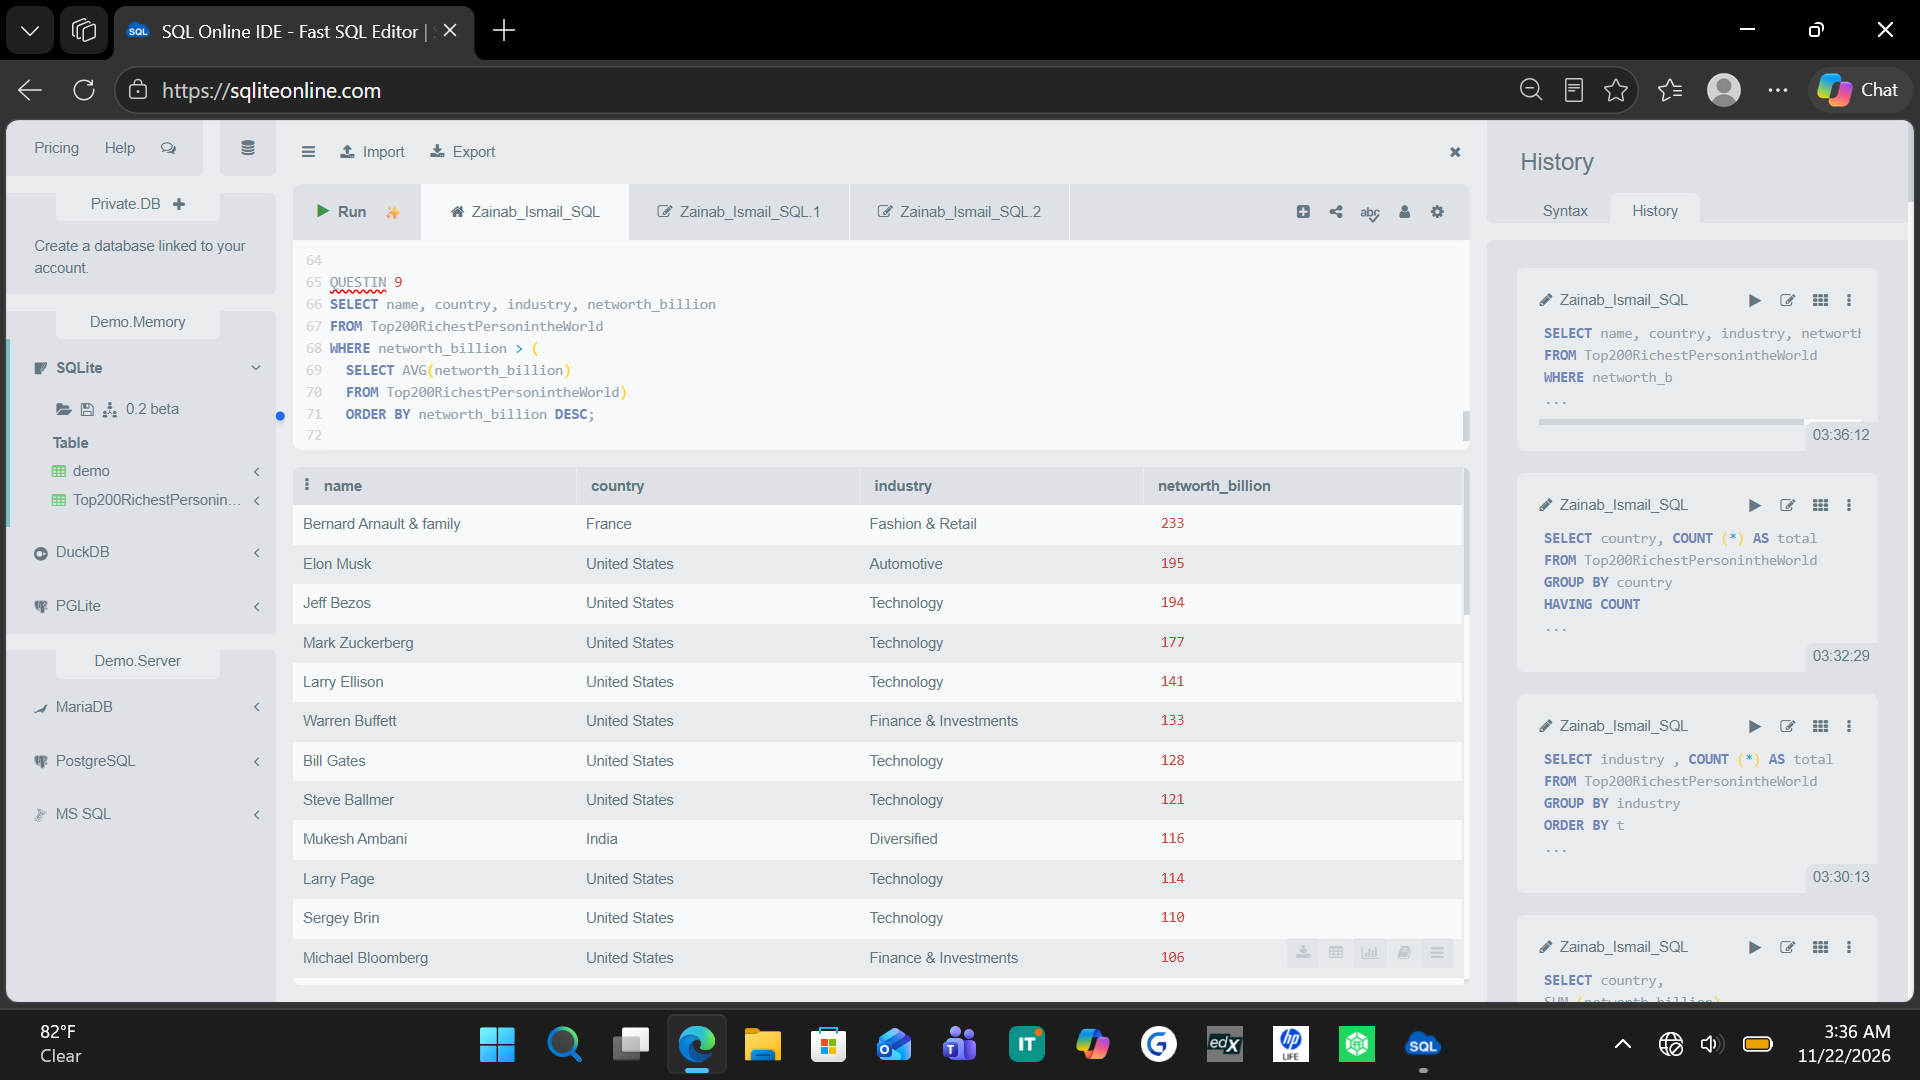 SQL Online IDE - Fast SQL Editor |
https://sqliteonline.com
Chat
Pricing Help
Import Export
Private.DB
Create a database linked to your
account.
Demo.Memory
SQLite
0.2 beta
Table
demo
Top200RichestPersonin...
DuckDB
PGLite
Demo.Server
MariaDB
PostgreSQL
MS SQL
Run Zainab_Ismail_SQL Zainab_Ismail_SQL.1 Zainab_Ismail_SQL.2
abc
64
65 QUESTIN 9
66 SELECT name, country, industry, networth_billion
67 FROM Top200RichestPersonintheWorld
68 WHERE networth_billion > (
69 SELECT AVG(networth_billion)
70 FROM Top200RichestPersonintheWorld)
71 ORDER BY networth_billion DESC;
72
name country industry networth_billion
Bernard Arnault & family France Fashion & Retail 233
Elon Musk United States Automotive 195
Jeff Bezos United States Technology 194
Mark Zuckerberg United States Technology 177
Larry Ellison United States Technology 141
Warren Buffett United States Finance & Investments 133
Bill Gates United States Technology 128
Steve Ballmer United States Technology 121
Mukesh Ambani India Diversified 116
Larry Page United States Technology 114
Sergey Brin United States Technology 110
Michael Bloomberg United States Finance & Investments 106
History
Syntax History
Zainab_Ismail_SQL
SELECT name, country, industry, network
FROM Top200RichestPersonintheWorld
WHERE networth_b
...
03:36:12
Zainab_Ismail_SQL
SELECT country, COUNT (*) AS total
FROM Top200RichestPersonintheWorld
GROUP BY country
HAVING COUNT
...
03:32:29
Zainab_Ismail_SQL
SELECT industry , COUNT (*) AS total
FROM Top200RichestPersonintheWorld
GROUP BY industry
ORDER BY t
...
03:30:13
Zainab_Ismail_SQL
SELECT country,
SUM (networth_billion)
82°F
Clear
IT
edX
hp
LIFE
SQL
3:36 AM
11/22/2026